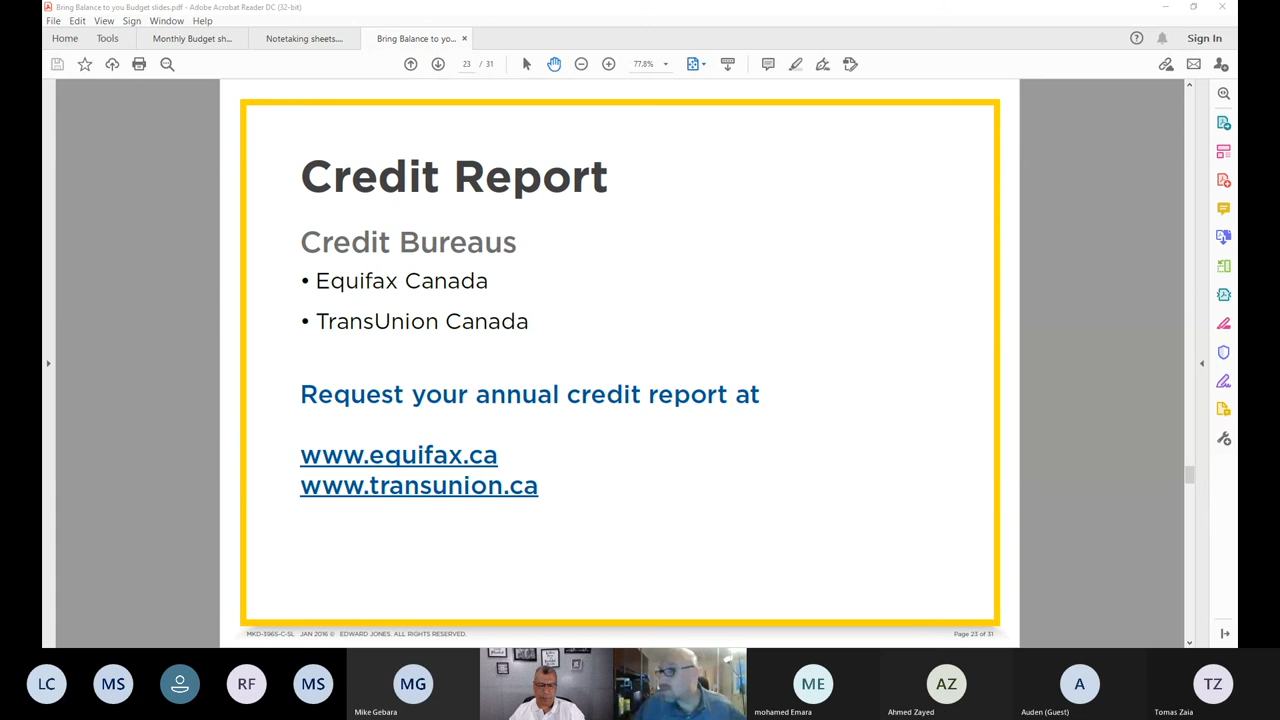 Bring Balance to you Budget slides.pdf - Adobe Acrobat Reader DC (32-bit)
File Edit View Sign Window Help
Home Tools Monthly Budget sh... Notetaking sheets.... Bring Balance to yo... × Sign In
23 / 31 77.8%
Credit Report
Credit Bureaus
• Equifax Canada
• TransUnion Canada
Request your annual credit report at
www.equifax.ca
www.transunion.ca
MKD-3965-C-SL JAN 2016 © EDWARD JONES. ALL RIGHTS RESERVED. Page 23 of 31
LC MS RF MS MG ME AZ A TZ
Mike Gebara mohamed Emara Ahmed Zayed Auden (Guest) Tomas Zaia